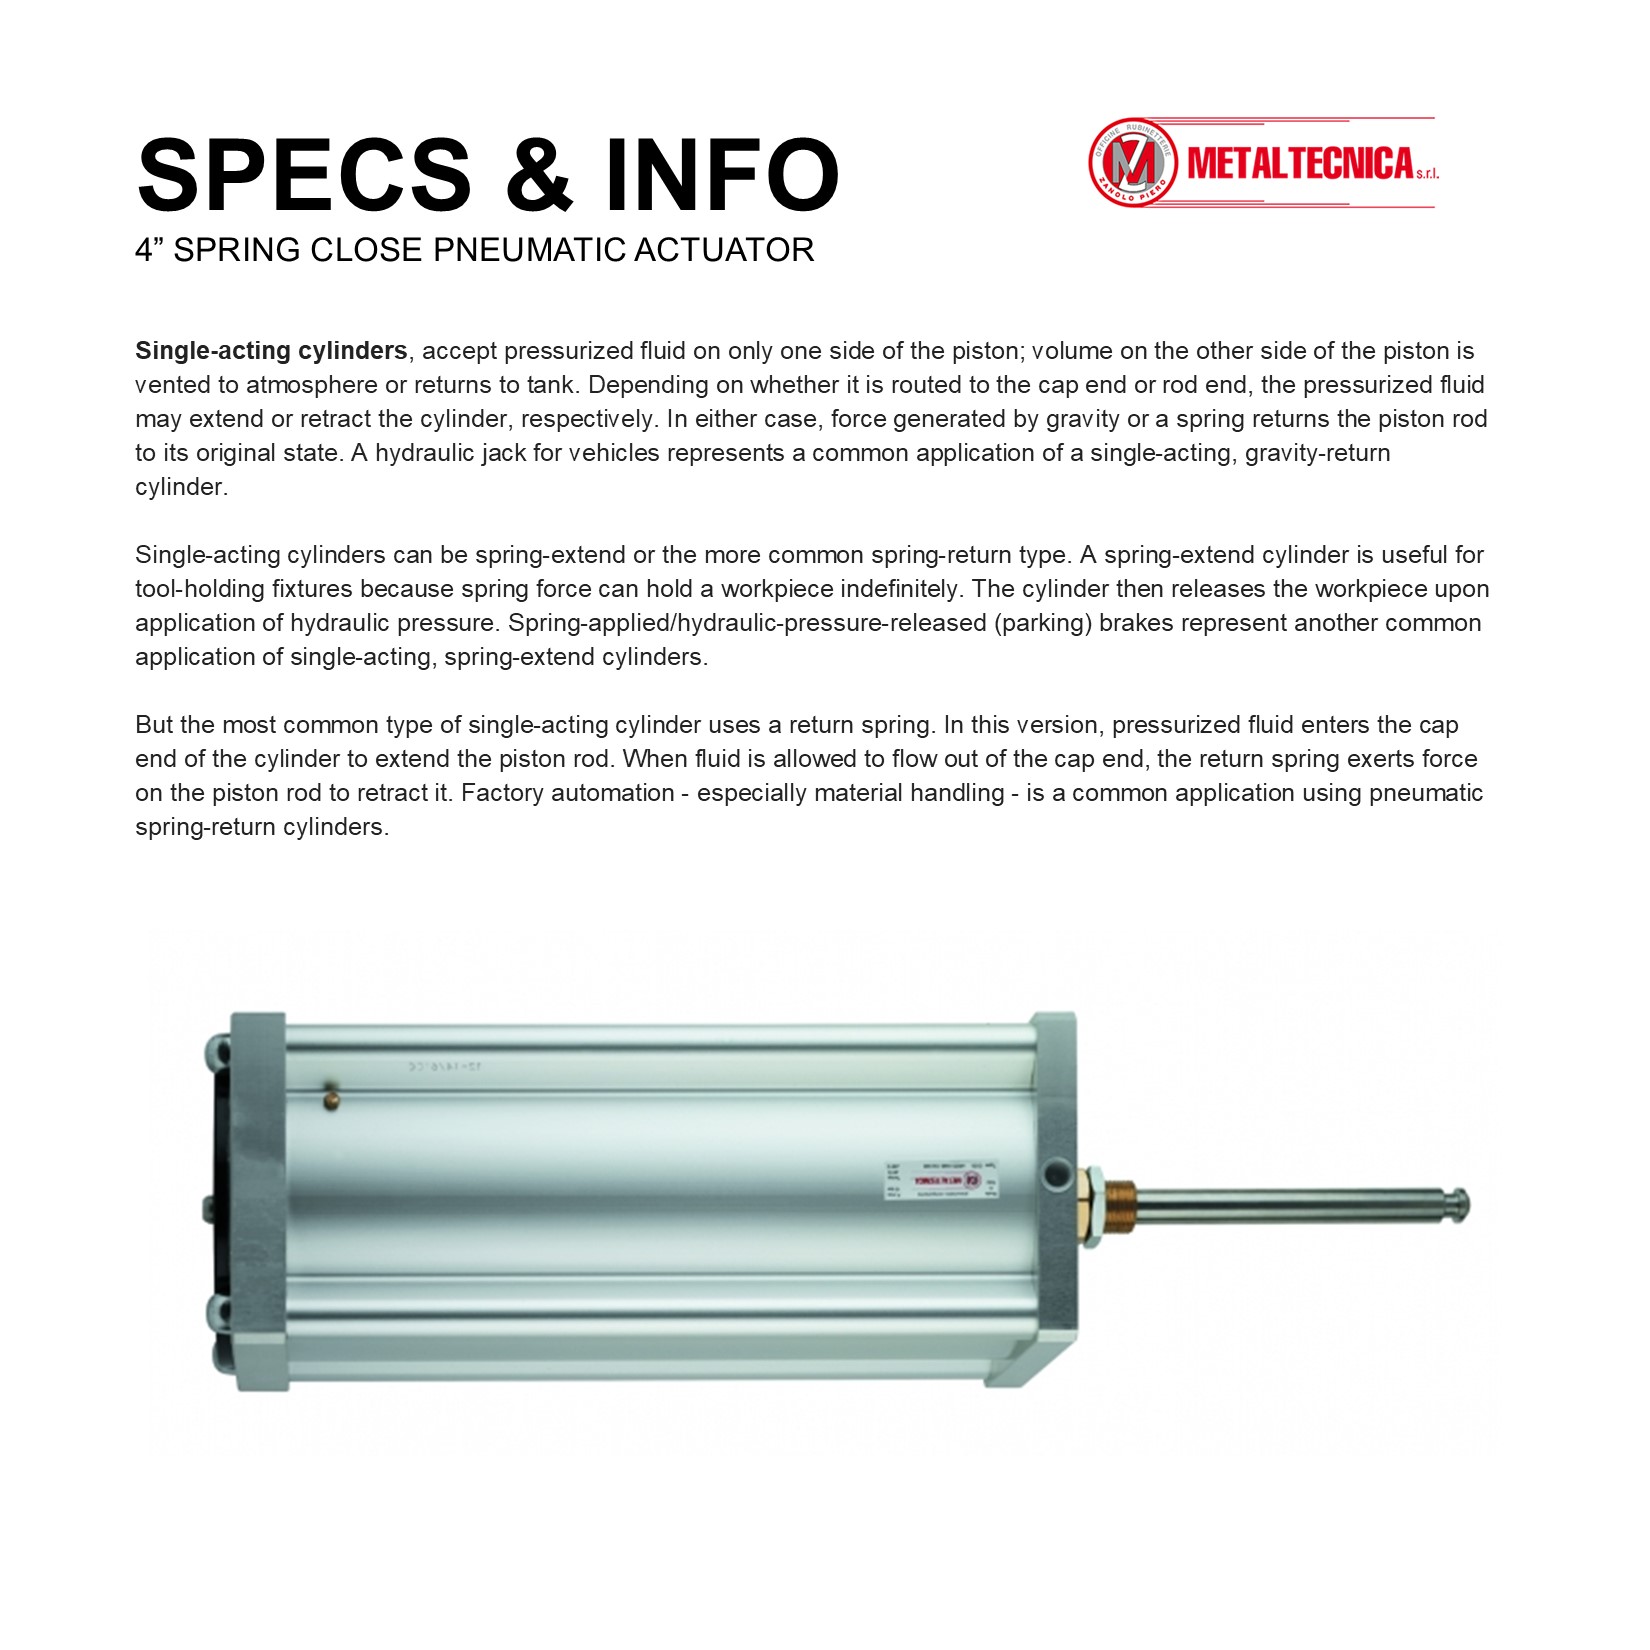 SPECS & INFO
4” SPRING CLOSE PNEUMATIC ACTUATOR
OFFICINE RUBINETTERIE
ZANOLO PIERO
METALTECNICA s.r.l.
Single-acting cylinders, accept pressurized fluid on only one side of the piston; volume on the other side of the piston is
vented to atmosphere or returns to tank. Depending on whether it is routed to the cap end or rod end, the pressurized fluid
may extend or retract the cylinder, respectively. In either case, force generated by gravity or a spring returns the piston rod
to its original state. A hydraulic jack for vehicles represents a common application of a single-acting, gravity-return
cylinder.
Single-acting cylinders can be spring-extend or the more common spring-return type. A spring-extend cylinder is useful for
tool-holding fixtures because spring force can hold a workpiece indefinitely. The cylinder then releases the workpiece upon
application of hydraulic pressure. Spring-applied/hydraulic-pressure-released (parking) brakes represent another common
application of single-acting, spring-extend cylinders.
But the most common type of single-acting cylinder uses a return spring. In this version, pressurized fluid enters the cap
end of the cylinder to extend the piston rod. When fluid is allowed to flow out of the cap end, the return spring exerts force
on the piston rod to retract it. Factory automation - especially material handling - is a common application using pneumatic
spring-return cylinders.
METALTECNICA